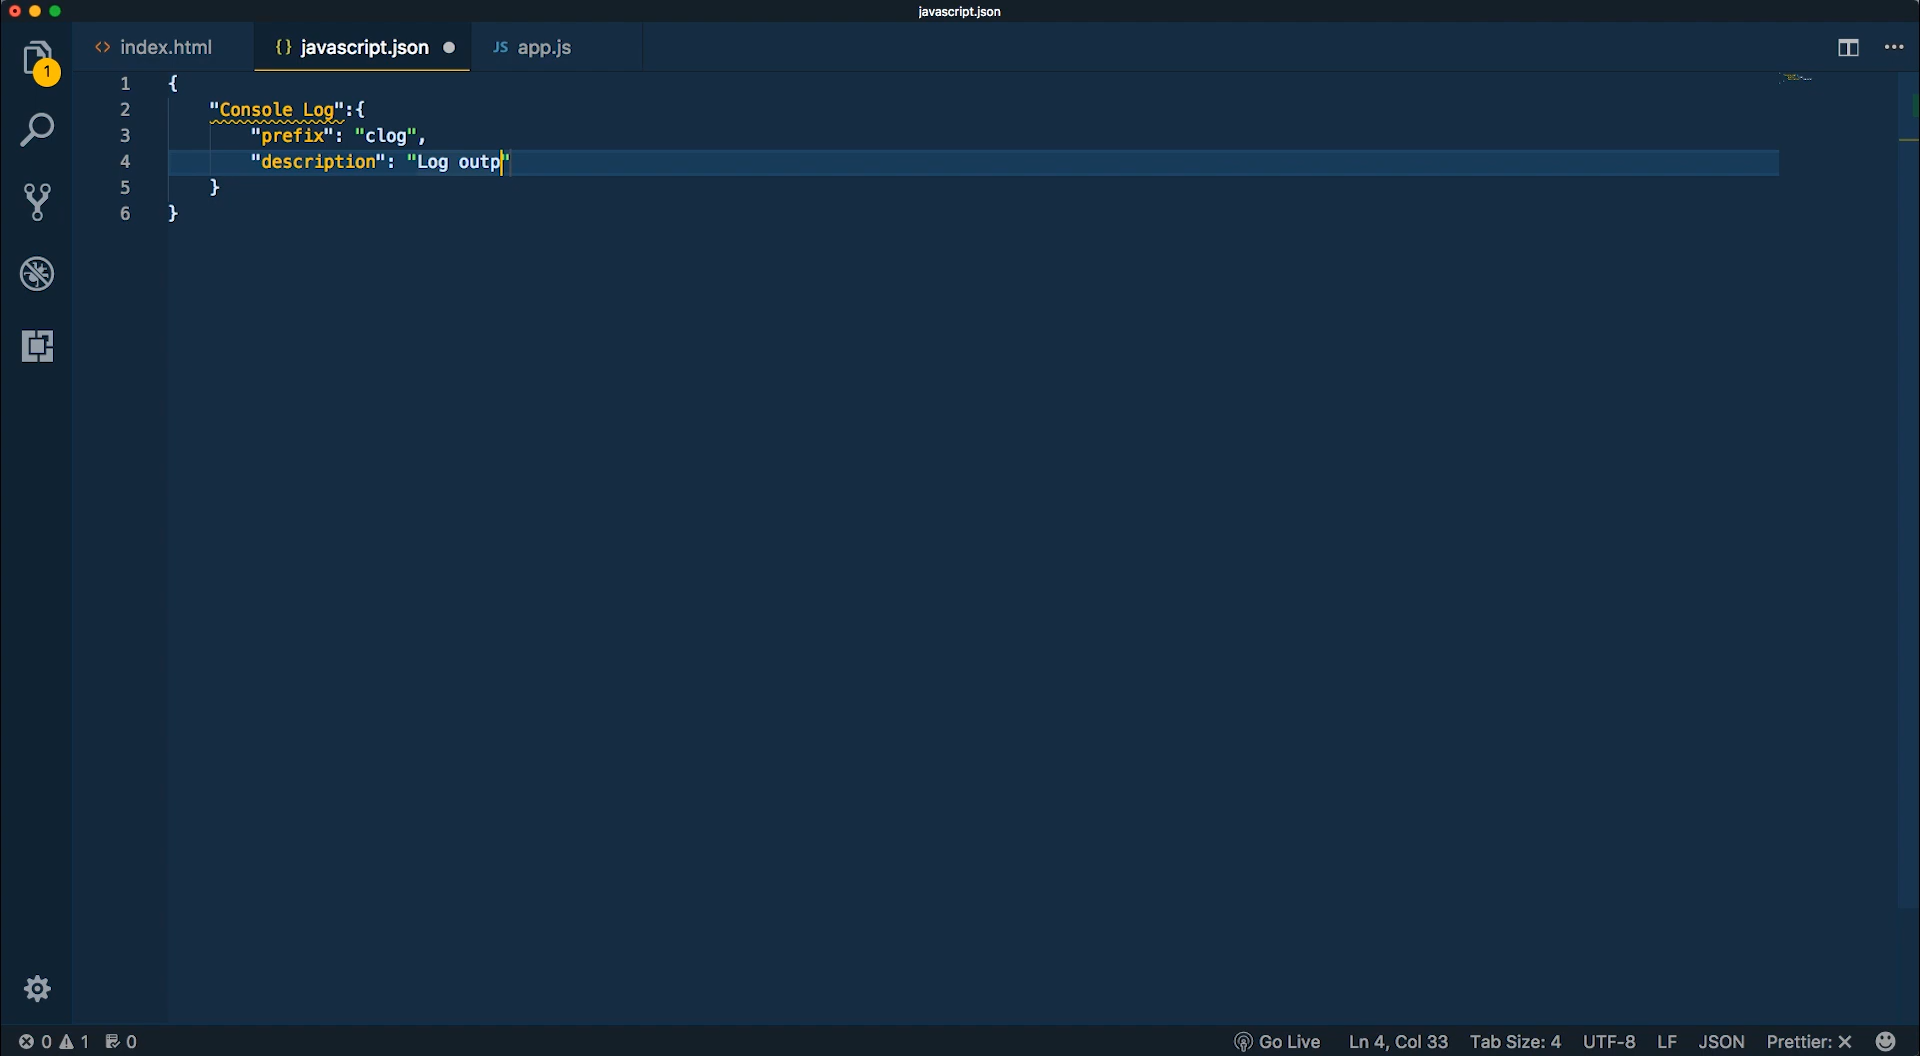 javascript.json
<> index.html {} javascript.json ● JS app.js ...
1
1 {
2 "Console Log":{
3 "prefix": "clog",
4 "description": "Log outp"
5 }
6 }
0 1 0 Go Live Ln 4, Col 33 Tab Size: 4 UTF-8 LF JSON Prettier: ✕